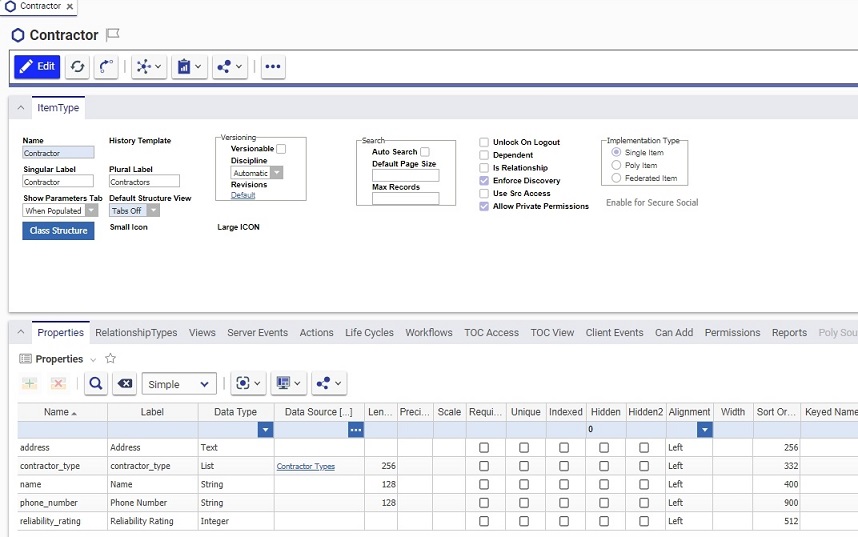 Contractor
Contractor
Edit
ItemType
Name
Contractor
History Template
Singular Label
Contractor
Plural Label
Contractors
Show Parameters Tab
When Populated
Default Structure View
Tabs Off
Class Structure
Small Icon
Large ICON
Versioning
Versionable
Discipline
Automatic
Revisions
Default
Search
Auto Search
Default Page Size
Max Records
Unlock On Logout
Dependent
Is Relationship
Enforce Discovery
Use Src Access
Allow Private Permissions
Implementation Type
Single Item
Poly Item
Federated Item
Enable for Secure Social
Properties RelationshipTypes Views Server Events Actions Life Cycles Workflows TOC Access TOC View Client Events Can Add Permissions Reports Poly Sou
Properties
Simple
Name Label Data Type Data Source [...] Len... Preci... Scale Requi... Unique Indexed Hidden Hidden2 Alignment Width Sort Or... Keyed Name
0
address Address Text Left 256
contractor_type contractor_type List Contractor Types 256 Left 332
name Name String 128 Left 400
phone_number Phone Number String 128 Left 900
reliability_rating Reliability Rating Integer Left 512